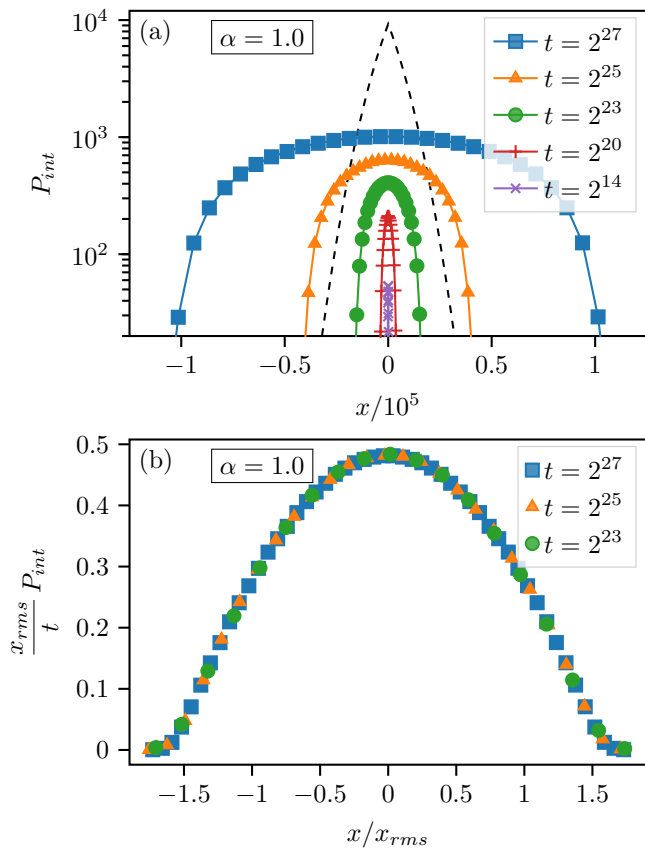 (a)
α = 1.0
t = 2^27
t = 2^25
t = 2^23
t = 2^20
t = 2^14
10^4
10^3
10^2
P_int
−1
−0.5
0
0.5
1
x/10^5
(b)
α = 1.0
t = 2^27
t = 2^25
t = 2^23
0.5
0.4
0.3
0.2
0.1
0
x_rms/t P_int
−1.5
−1
−0.5
0
0.5
1
1.5
x/x_rms